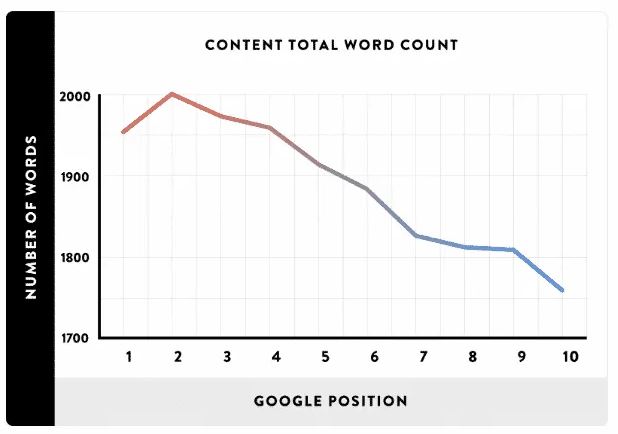 CONTENT TOTAL WORD COUNT
NUMBER OF WORDS
2000
1900
1800
1700
1 2 3 4 5 6 7 8 9 10
GOOGLE POSITION